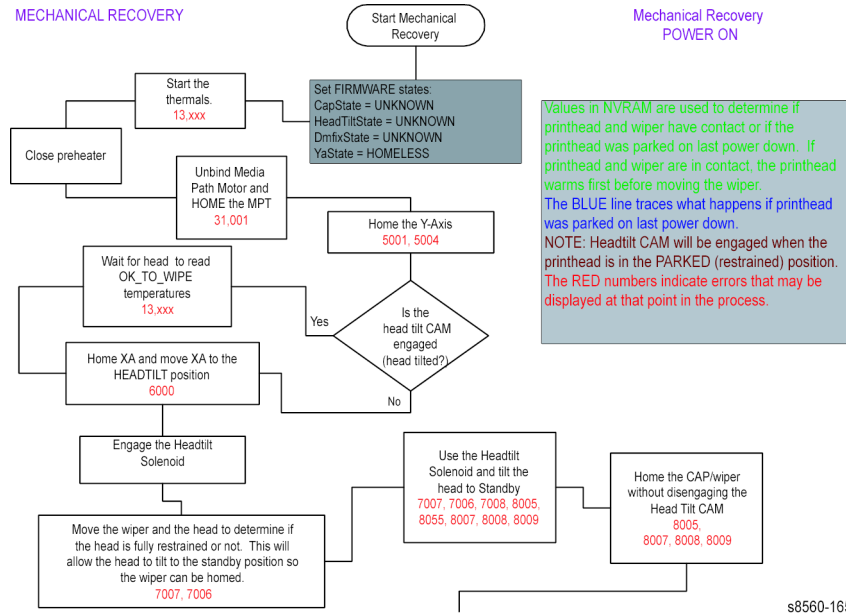 MECHANICAL RECOVERY
Start Mechanical
Recovery
Mechanical Recovery
POWER ON
Start the
thermals.
13,xxx
Set FIRMWARE states:
CapState = UNKNOWN
HeadTiltState = UNKNOWN
DmfixState = UNKNOWN
YaState = HOMELESS
Close preheater
Unbind Media
Path Motor and
HOME the MPT
31,001
Home the Y-Axis
5001, 5004
Values in NVRAM are used to determine if
printhead and wiper have contact or if the
printhead was parked on last power down.  If
printhead and wiper are in contact, the printhead
warms first before moving the wiper.
The BLUE line traces what happens if printhead
was parked on last power down.
NOTE: Headtilt CAM will be engaged when the
printhead is in the PARKED (restrained) position.
The RED numbers indicate errors that may be
displayed at that point in the process.
Wait for head  to read
OK_TO_WIPE
temperatures
13,xxx
Yes
Is the
head tilt CAM
engaged
(head tilted?)
No
Home XA and move XA to the
HEADTILT position
6000
Engage the Headtilt
Solenoid
Use the Headtilt
Solenoid and tilt the
head to Standby
7007, 7006, 7008, 8005,
8055, 8007, 8008, 8009
Home the CAP/wiper
without disengaging the
Head Tilt CAM
8005,
8007, 8008, 8009
Move the wiper and the head to determine if
the head is fully restrained or not.  This will
allow the head to tilt to the standby position so
the wiper can be homed.
7007, 7006